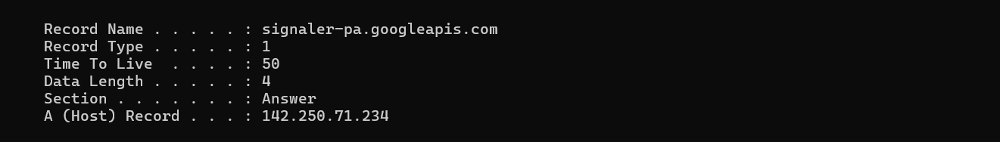 Record Name . . . . . : signaler-pa.googleapis.com
Record Type . . . . . : 1
Time To Live  . . . . : 50
Data Length . . . . . : 4
Section . . . . . . . : Answer
A (Host) Record . . . : 142.250.71.234